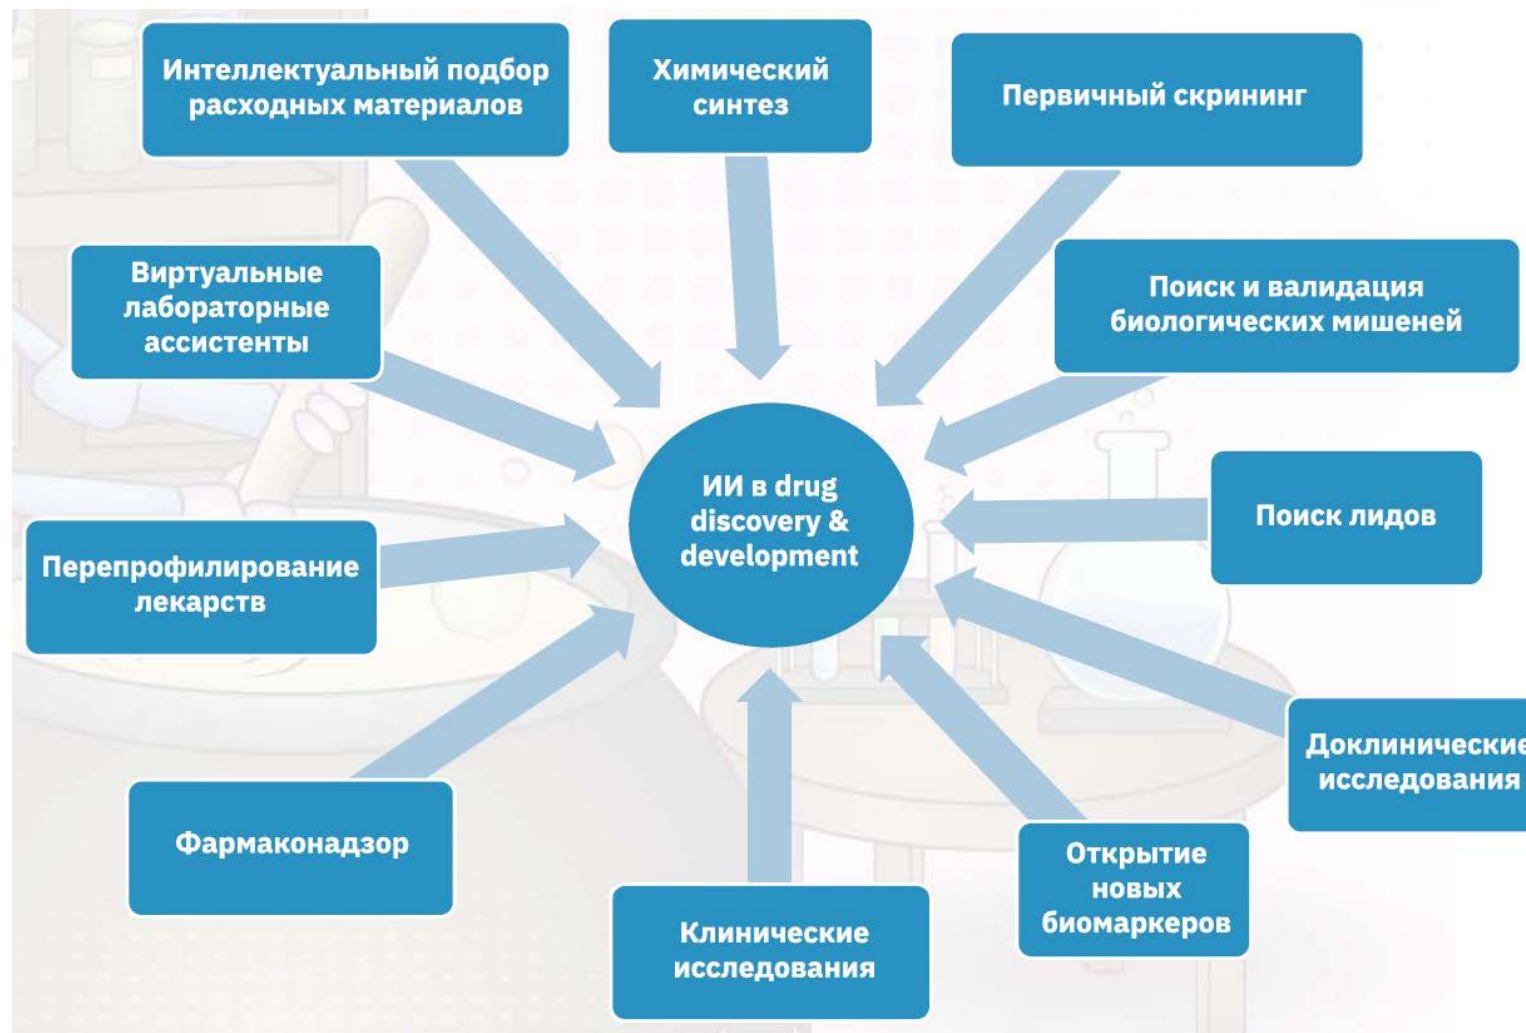 Интеллектуальный подбор
расходных материалов
Химический
синтез
Первичный скрининг
Виртуальные
лабораторные
ассистенты
Поиск и валидация
биологических мишеней
ИИ в drug
discovery &
development
Поиск лидов
Перепрофилирование
лекарств
Доклинические
исследования
Фармаконадзор
Открытие
новых
биомаркеров
Клинические
исследования